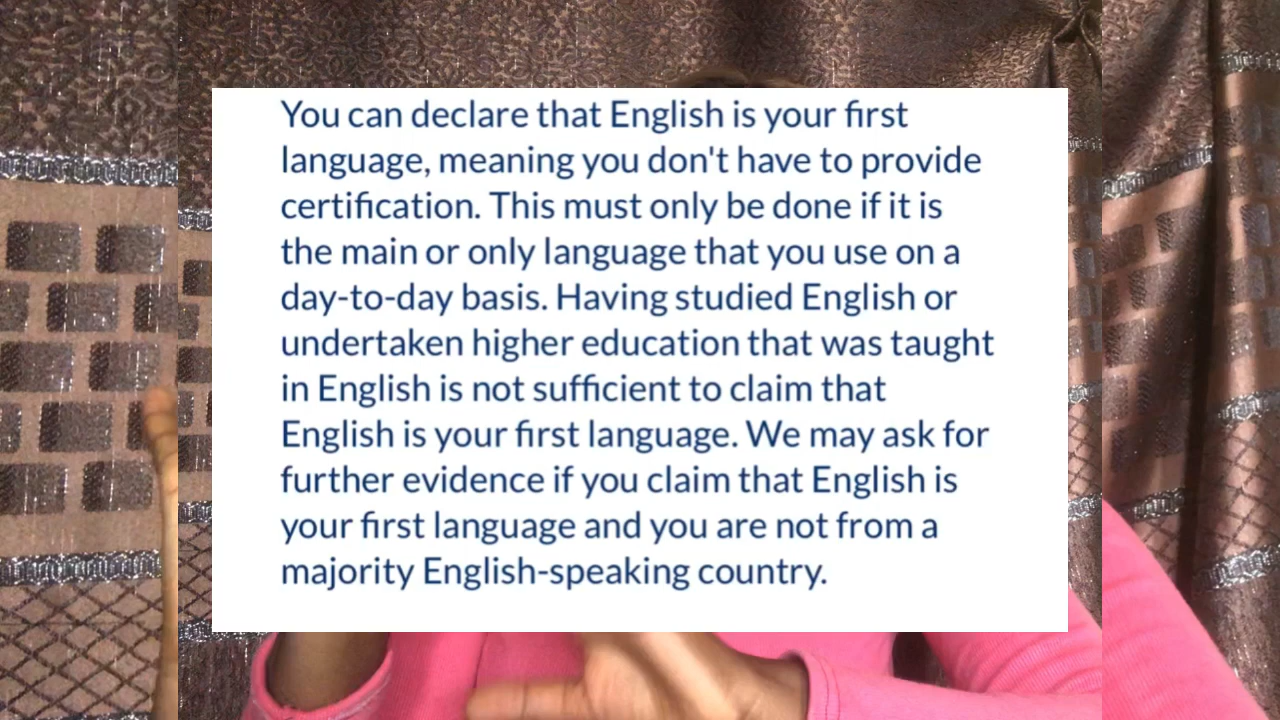 You can declare that English is your first
language, meaning you don't have to provide
certification. This must only be done if it is
the main or only language that you use on a
day-to-day basis. Having studied English or
undertaken higher education that was taught
in English is not sufficient to claim that
English is your first language. We may ask for
further evidence if you claim that English is
your first language and you are not from a
majority English-speaking country.